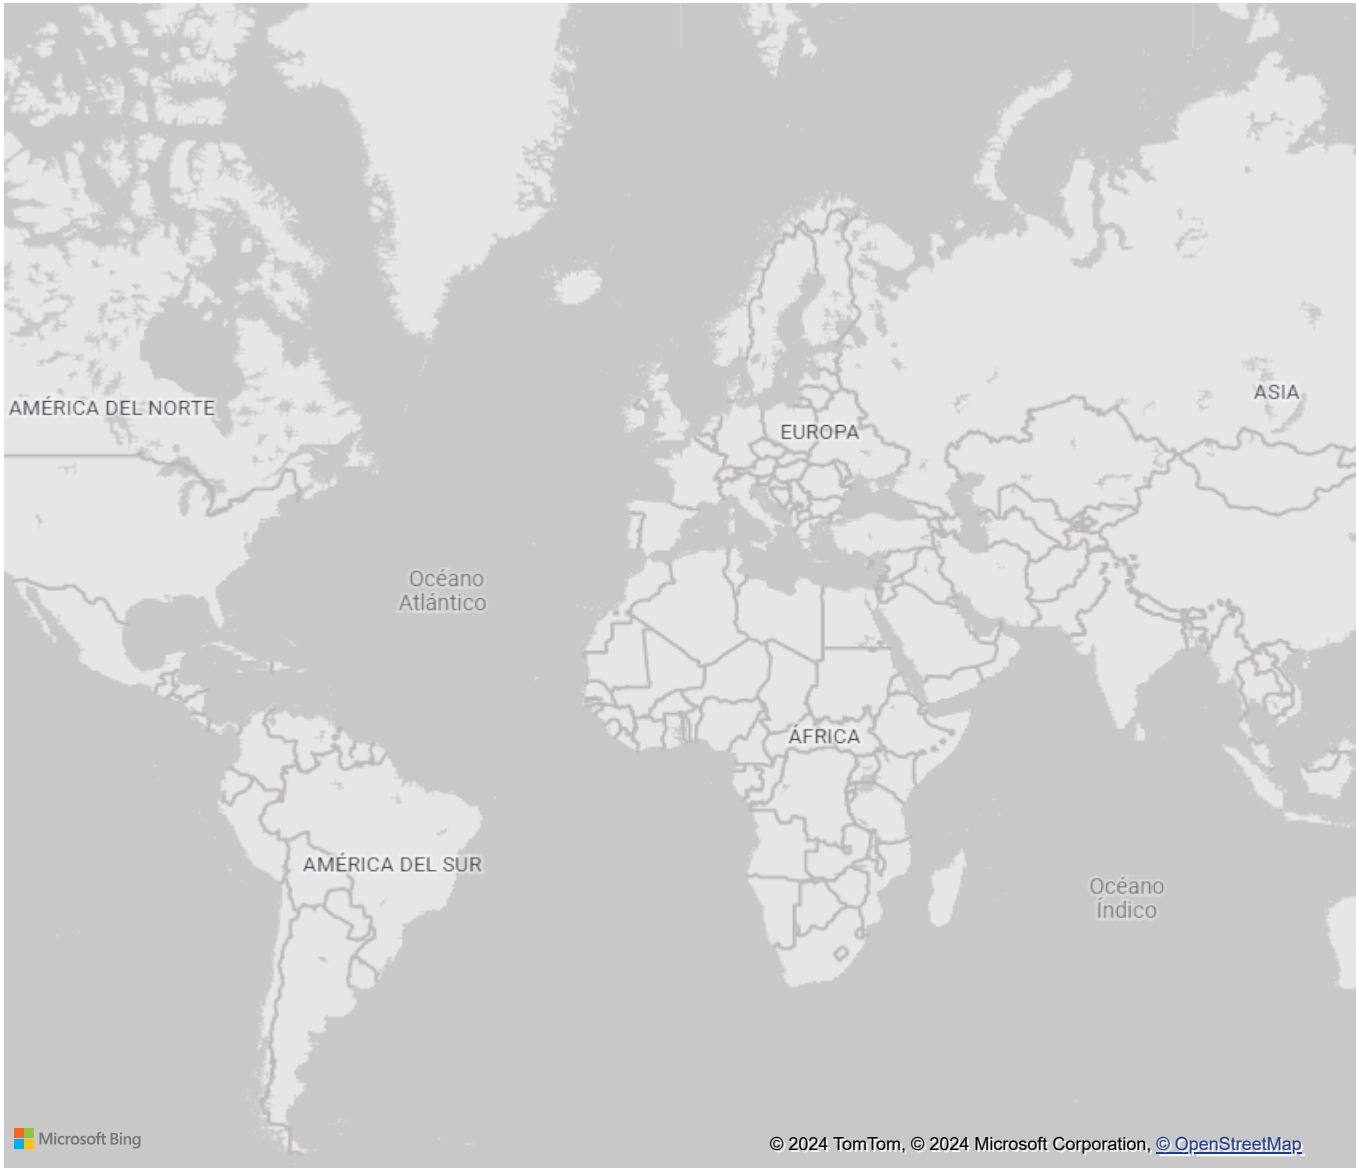 ASIA
AMÉRICA DEL NORTE
EUROPA
Océano
Atlántico
ÁFRICA
AMÉRICA DEL SUR
Océano
Índico
Microsoft Bing
© 2024 TomTom, © 2024 Microsoft Corporation, © OpenStreetMap